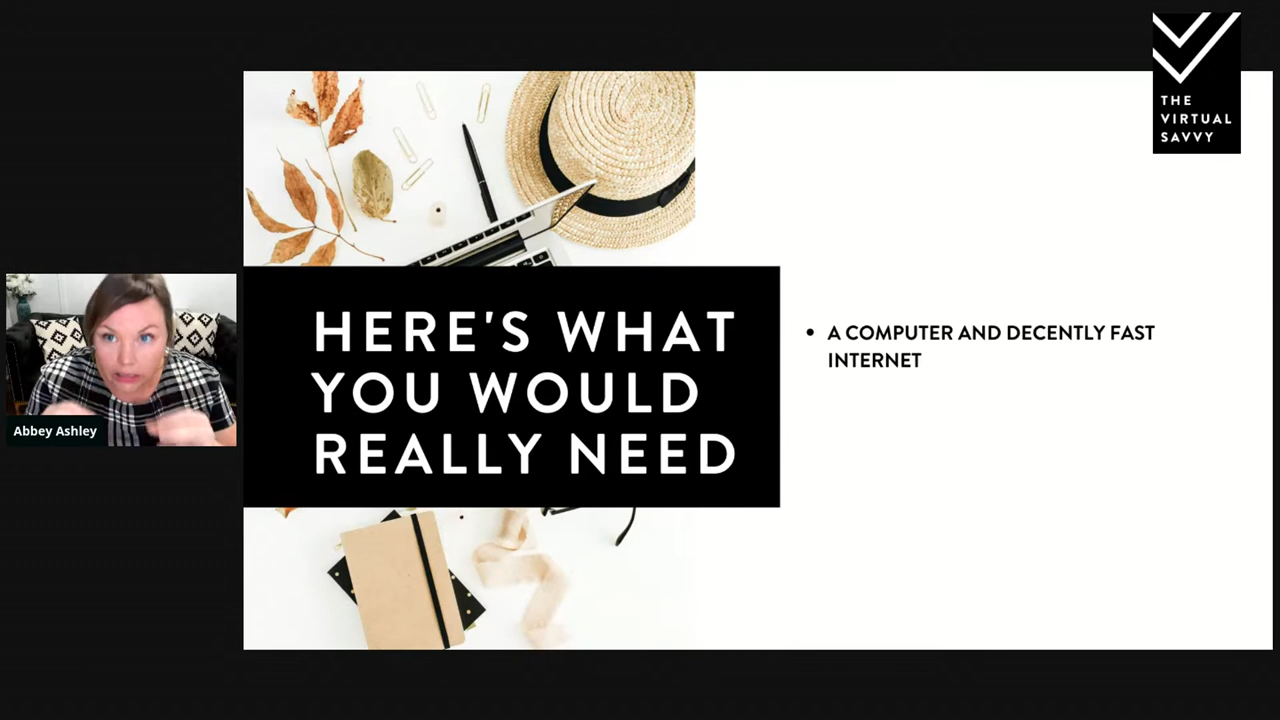 THE
VIRTUAL
SAVVY
HERE'S WHAT
YOU WOULD
REALLY NEED
• A COMPUTER AND DECENTLY FAST
INTERNET
Abbey Ashley